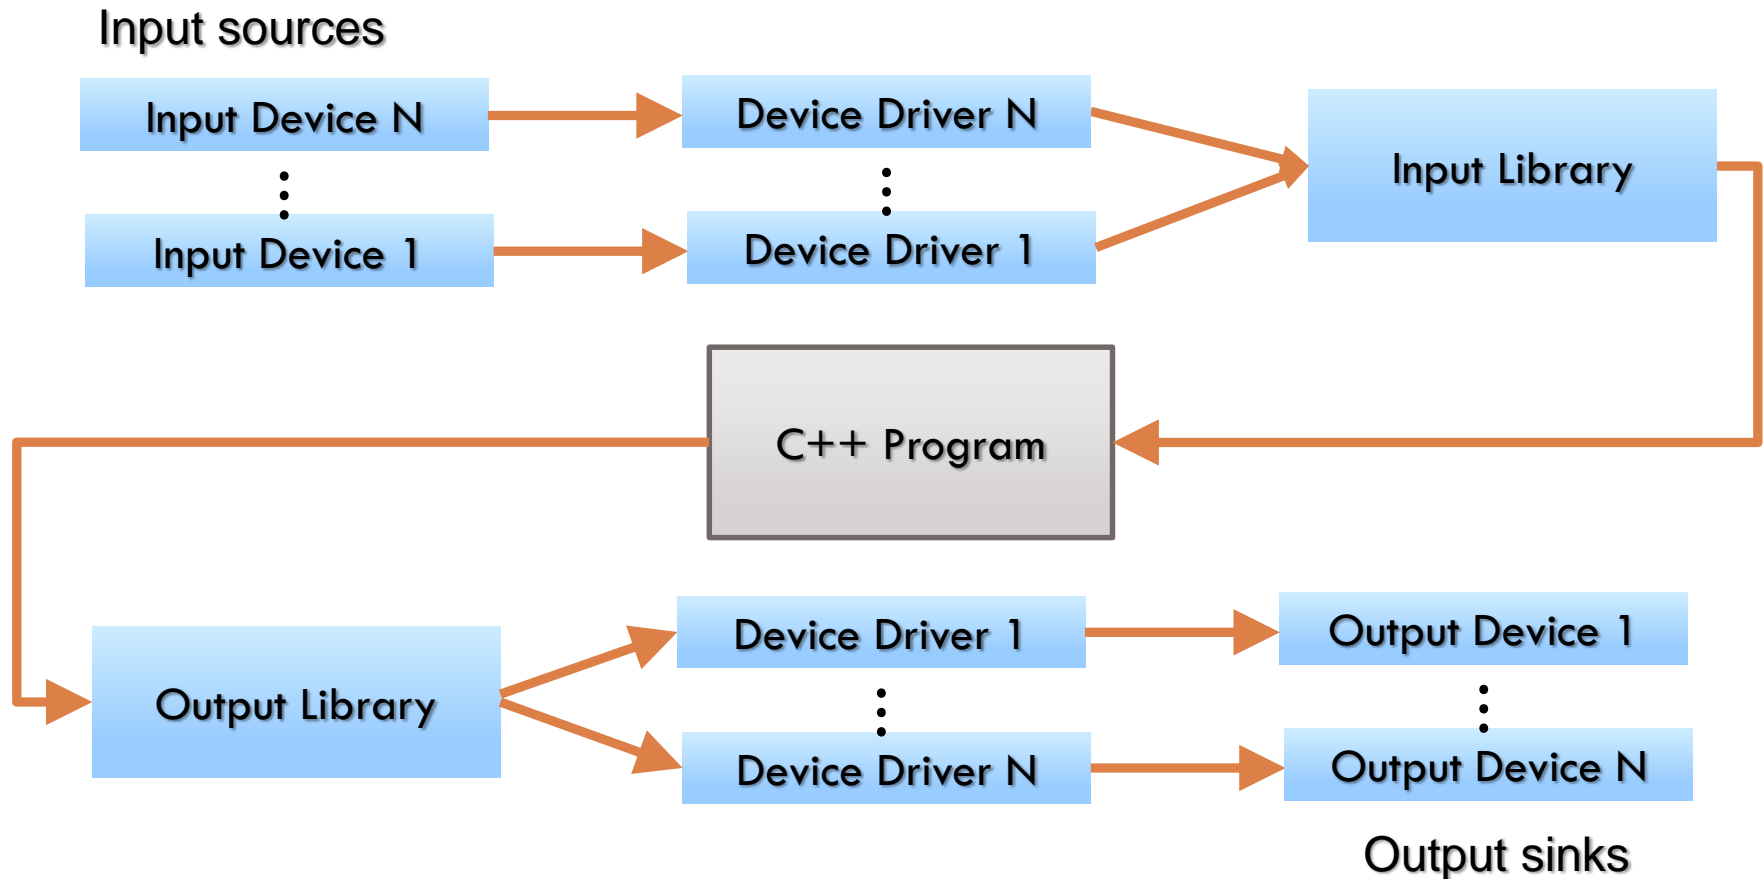 Input sources
Input Device N
Device Driver N
Input Library
Input Device 1
Device Driver 1
C++ Program
Output Library
Device Driver 1
Output Device 1
Device Driver N
Output Device N
Output sinks